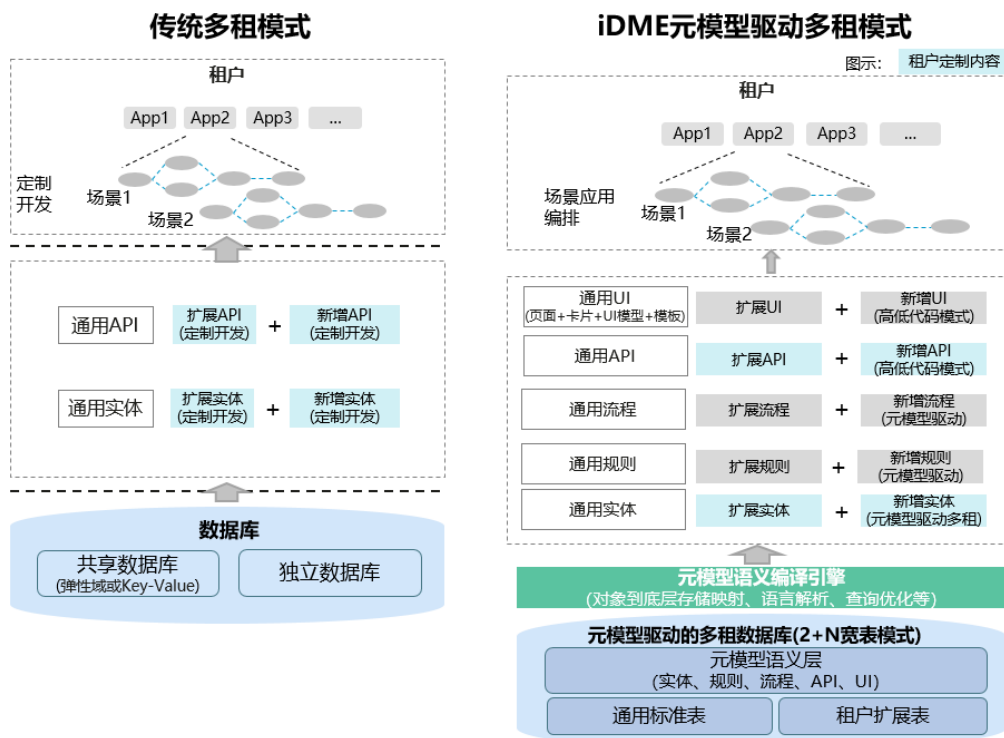 传统多租模式
租户
App1
App2
App3
...
定制
开发
场景1
场景2
通用API
扩展API
(定制开发)
+
新增API
(定制开发)
通用实体
扩展实体
(定制开发)
+
新增实体
(定制开发)
数据库
共享数据库
(弹性域或Key-Value)
独立数据库
iDME元模型驱动多租模式
图示：
租户定制内容
租户
App1
App2
App3
...
场景应用
编排
场景1
场景2
通用UI
(页面+卡片+UI模型+模板)
扩展UI
+
新增UI
(高低代码模式)
通用API
扩展API
+
新增API
(高低代码模式)
通用流程
扩展流程
+
新增流程
(元模型驱动)
通用规则
扩展规则
+
新增规则
(元模型驱动)
通用实体
扩展实体
+
新增实体
(元模型驱动多租)
元模型语义编译引擎
(对象到底层存储映射、语言解析、查询优化等)
元模型驱动的多租数据库(2+N宽表模式)
元模型语义层
(实体、规则、流程、API、UI)
通用标准表
租户扩展表